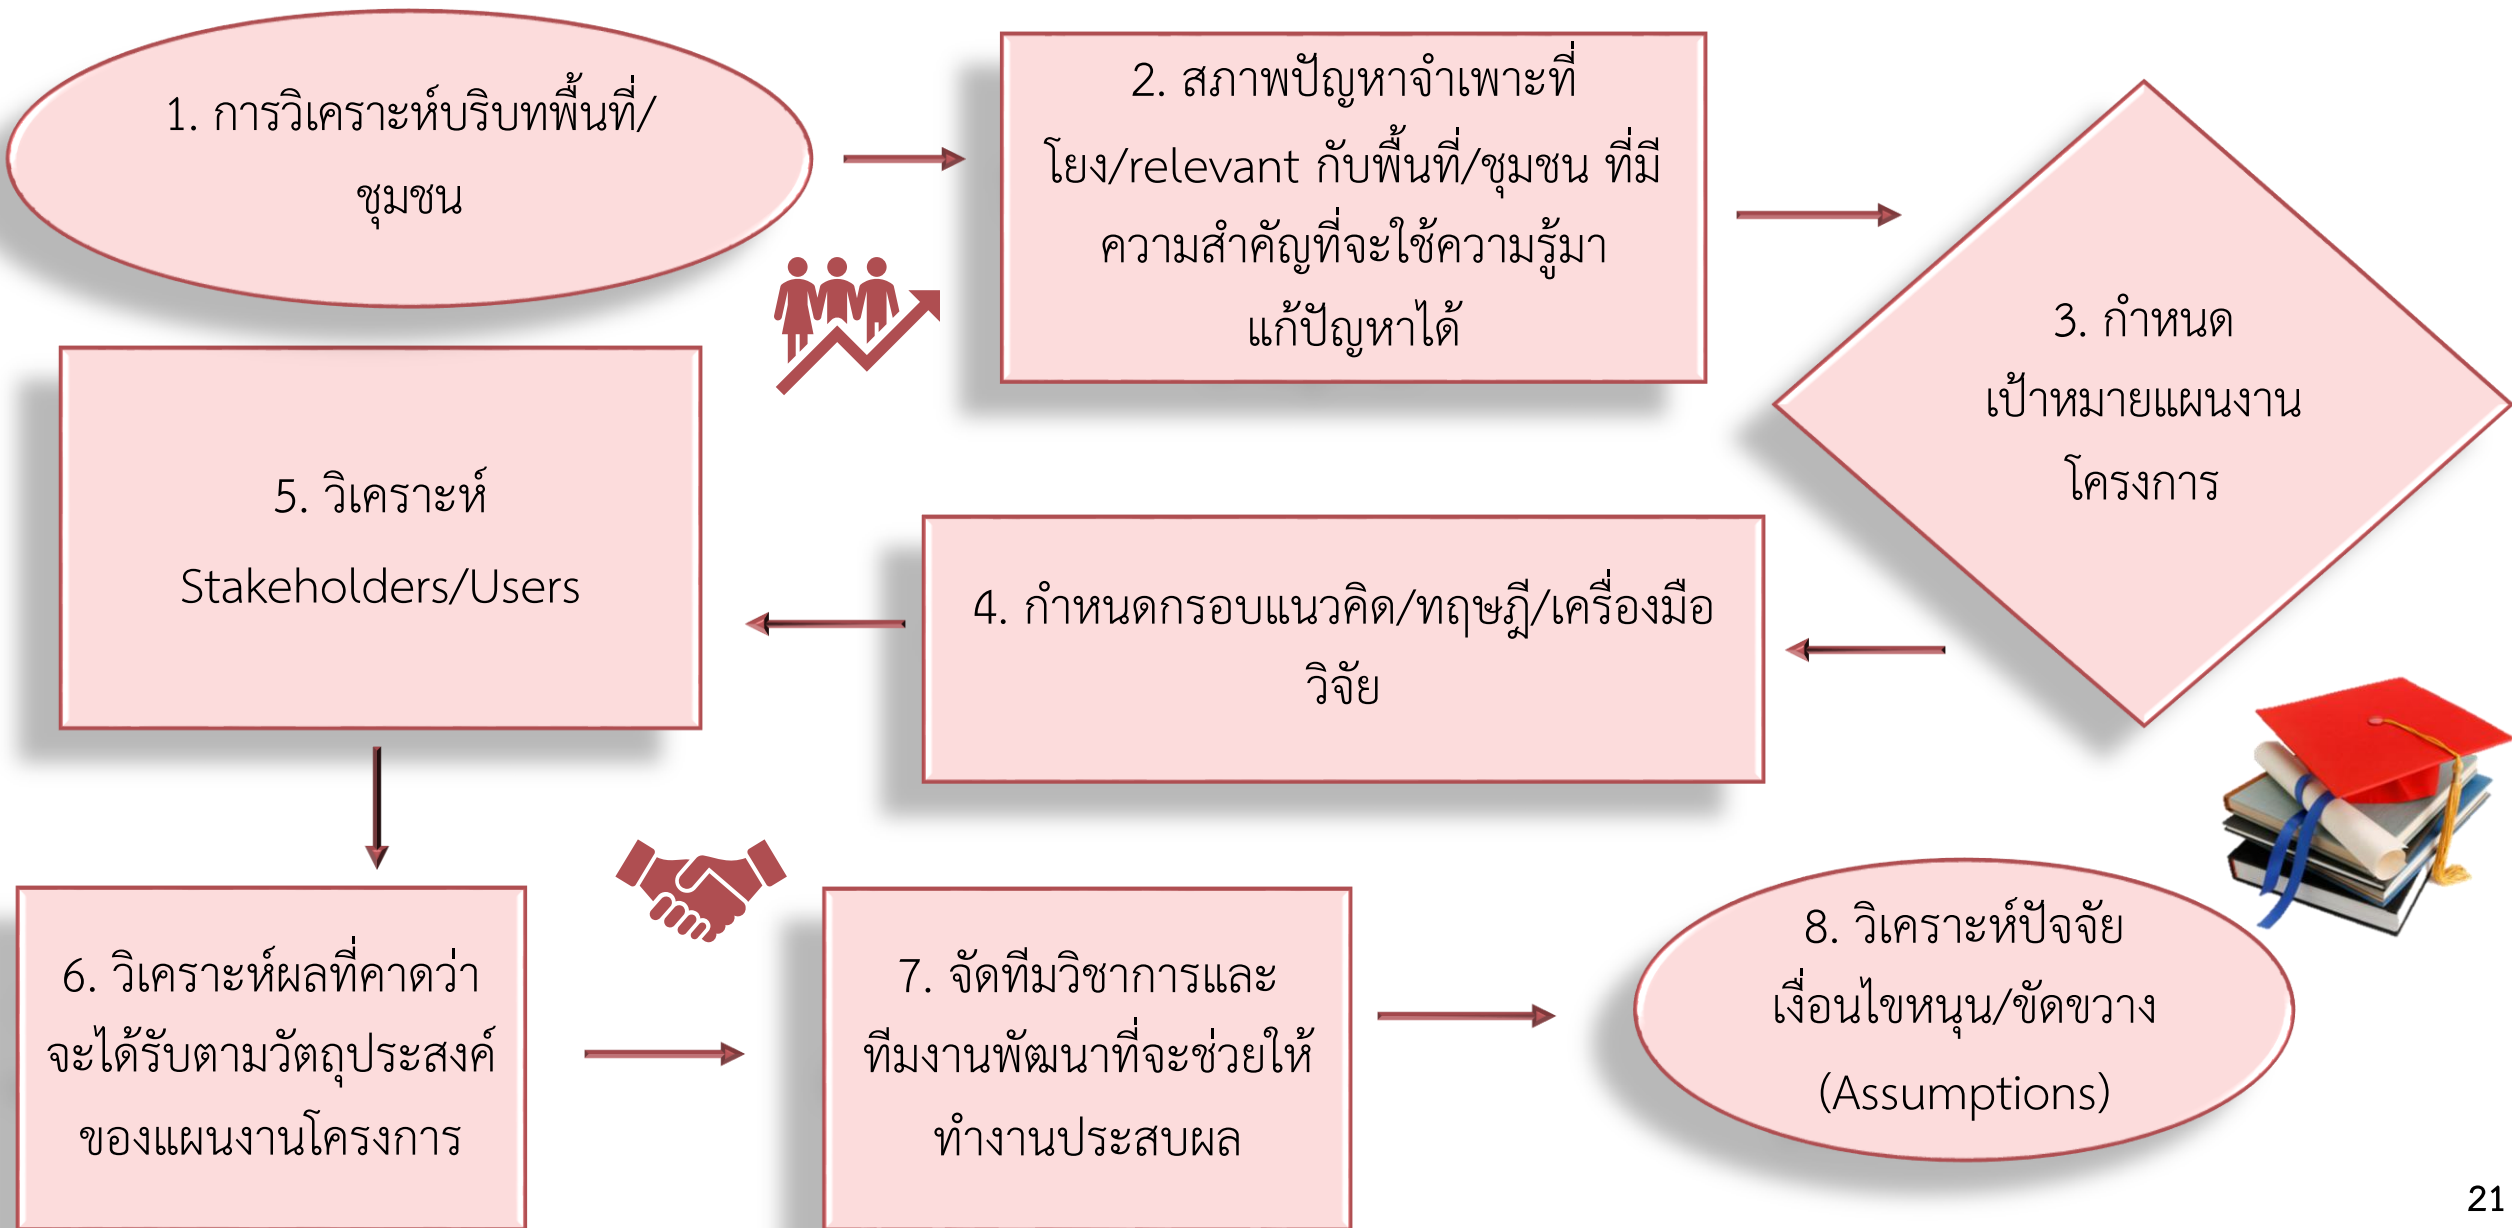 1. การวิเคราะห์บริบทพื้นที่/
ชุมชน
2. สภาพปัญหาจำเพาะที่
โยง/relevant กับพื้นที่/ชุมชน ที่มี
ความสำคัญที่จะใช้ความรู้มา
แก้ปัญหาได้
3. กำหนด
เป้าหมายแผนงาน
โครงการ
4. กำหนดกรอบแนวคิด/ทฤษฎี/เครื่องมือ
วิจัย
5. วิเคราะห์
Stakeholders/Users
6. วิเคราะห์ผลที่คาดว่า
จะได้รับตามวัตถุประสงค์
ของแผนงานโครงการ
7. จัดทีมวิชาการและ
ทีมงานพัฒนาที่จะช่วยให้
ทำงานประสบผล
8. วิเคราะห์ปัจจัย
เงื่อนไขหนุน/ขัดขวาง
(Assumptions)
21